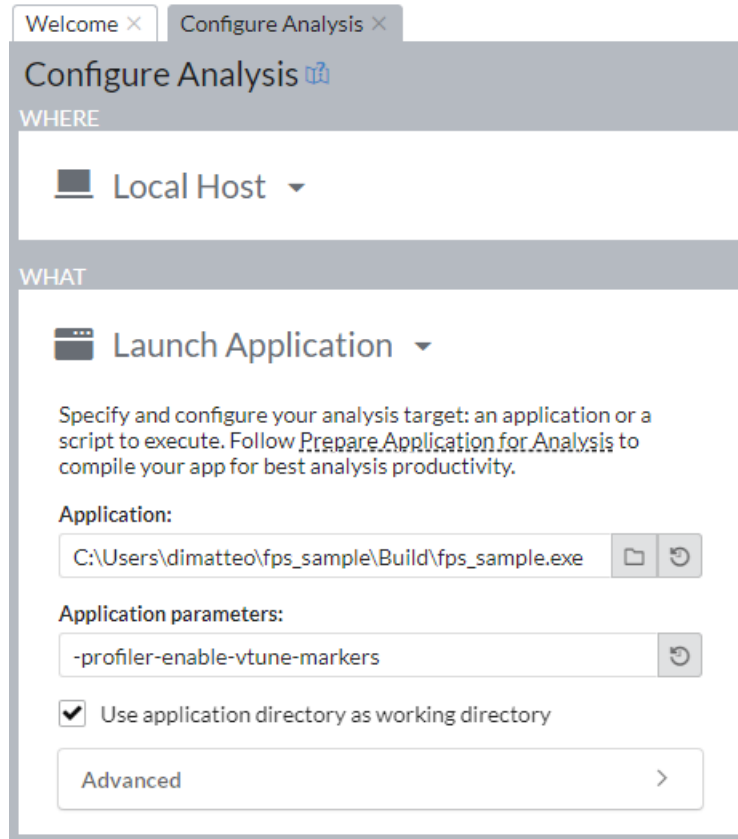 Welcome ×
Configure Analysis ×
Configure Analysis
WHERE
Local Host
WHAT
Launch Application
Specify and configure your analysis target: an application or a
script to execute. Follow Prepare Application for Analysis to
compile your app for best analysis productivity.
Application:
C:\Users\dimatteo\fps_sample\Build\fps_sample.exe
Application parameters:
-profiler-enable-vtune-markers
Use application directory as working directory
Advanced